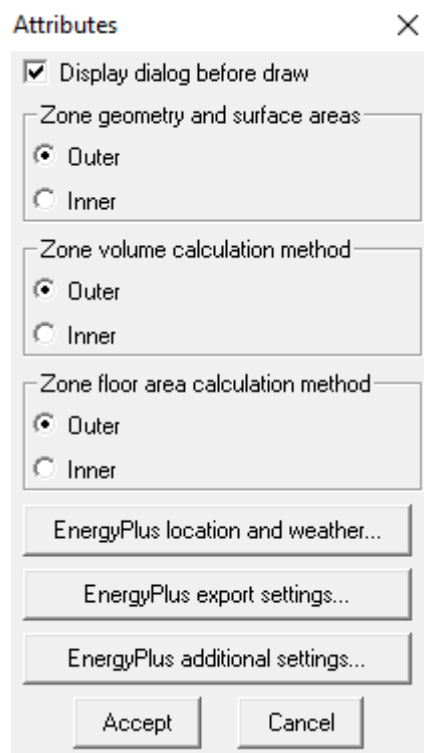 Attributes
Display dialog before draw
Zone geometry and surface areas
Outer
Inner
Zone volume calculation method
Outer
Inner
Zone floor area calculation method
Outer
Inner
EnergyPlus location and weather...
EnergyPlus export settings...
EnergyPlus additional settings...
Accept Cancel